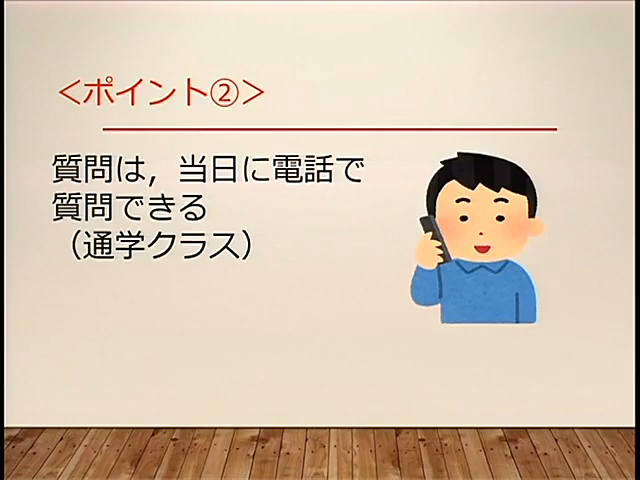 ＜ポイント②＞
質問は，当日に電話で
質問できる
（通学クラス）